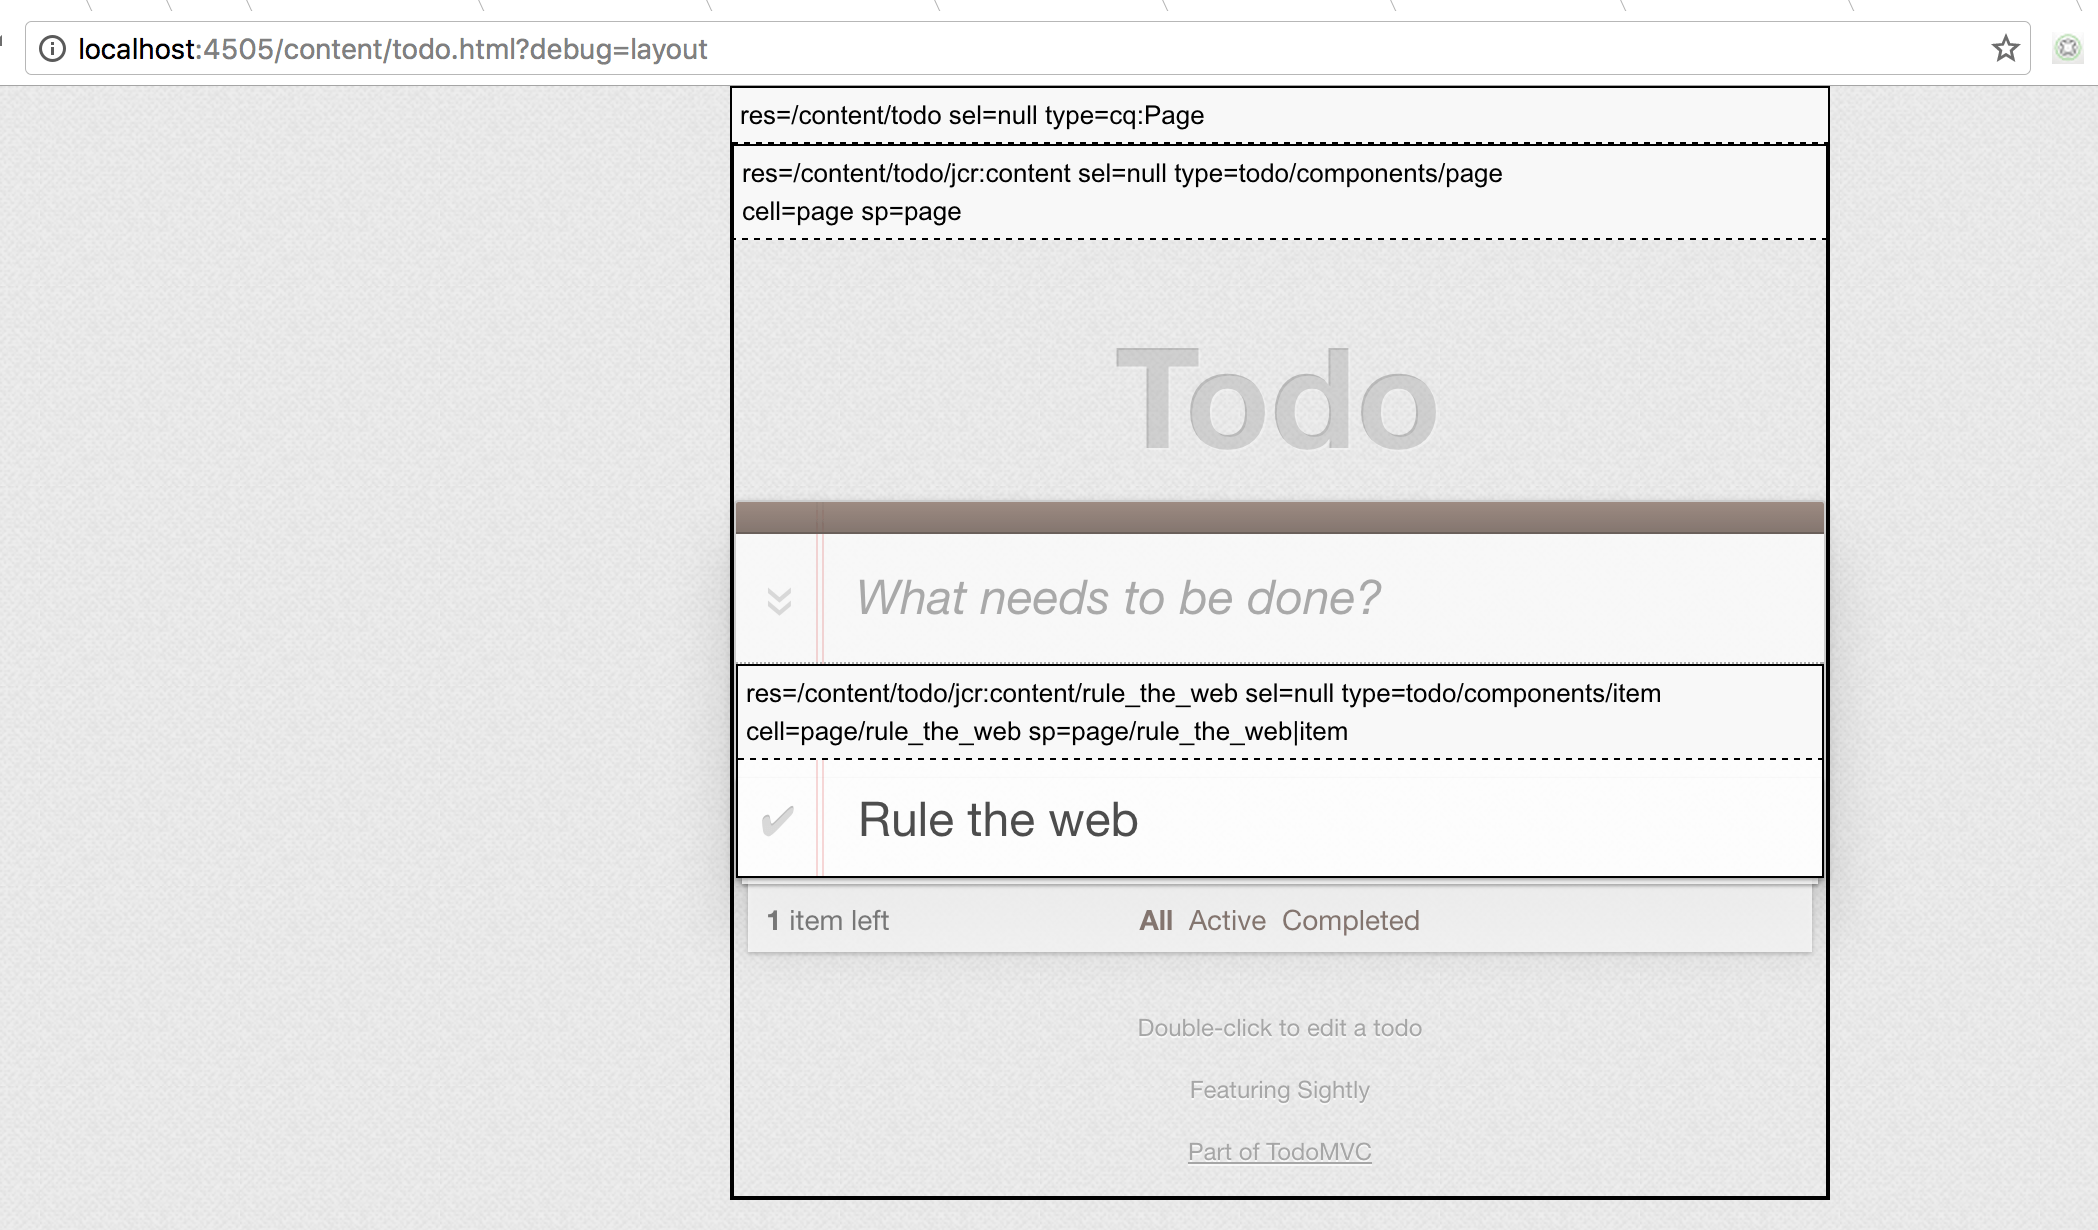 localhost:4505/content/todo.html?debug=layout
res=/content/todo sel=null type=cq:Page
res=/content/todo/jcr:content sel=null type=todo/components/page
cell=page sp=page
Todo
What needs to be done?
res=/content/todo/jcr:content/rule_the_web sel=null type=todo/components/item
cell=page/rule_the_web sp=page/rule_the_web|item
Rule the web
1 item left All Active Completed
Double-click to edit a todo
Featuring Sightly
Part of TodoMVC